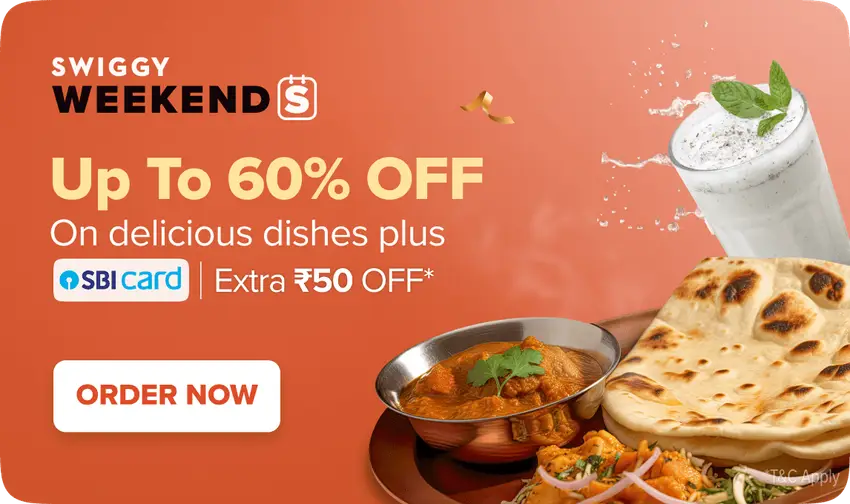 SWIGGY
WEEKEND S
Up To 60% OFF
On delicious dishes plus
SBI card | Extra ₹50 OFF*
ORDER NOW
*T&C Apply